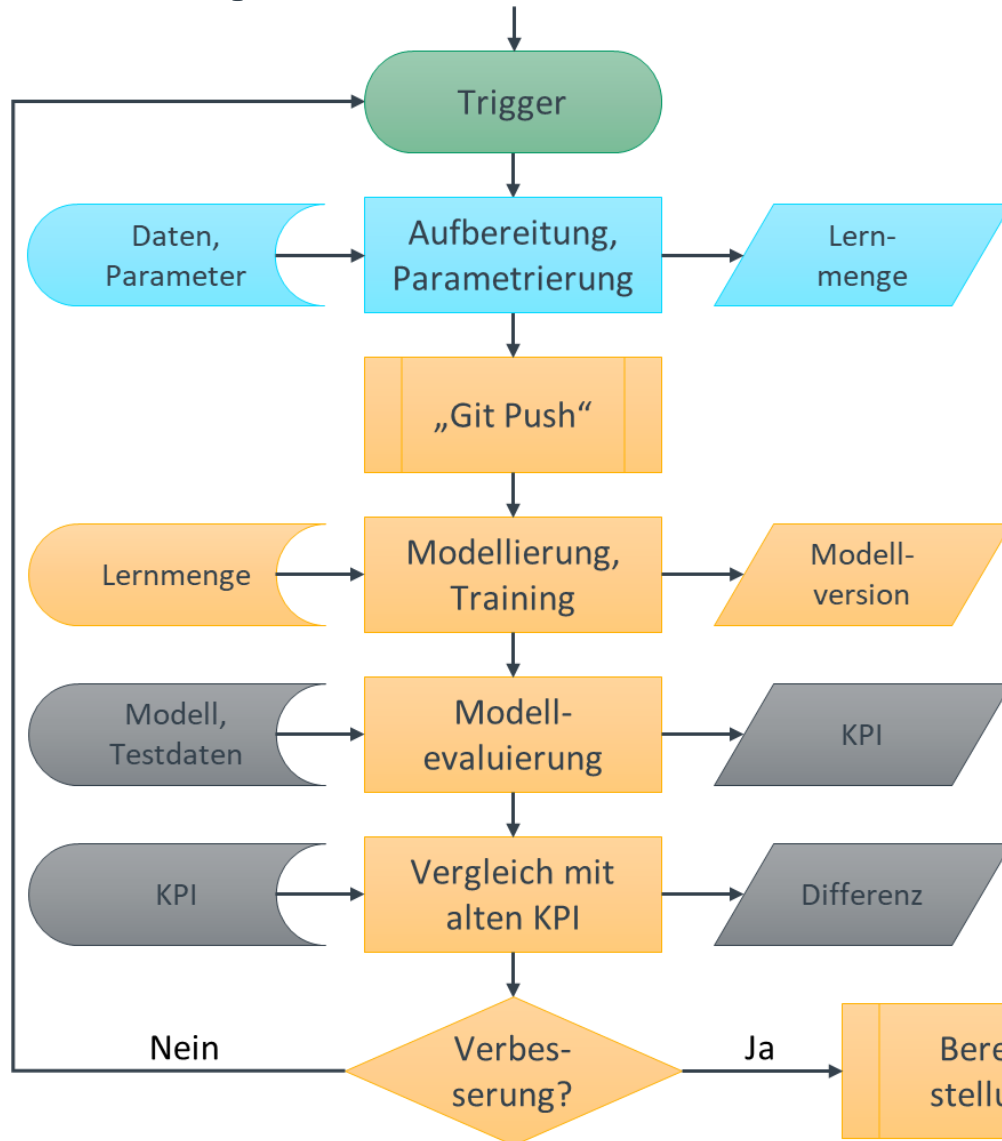 Trigger
Daten,
Parameter
Aufbereitung,
Parametrierung
Lern-
menge
„Git Push“
Lernmenge
Modellierung,
Training
Modell-
version
Modell,
Testdaten
Modell-
evaluierung
KPI
KPI
Vergleich mit
alten KPI
Differenz
Nein
Verbes-
serung?
Ja